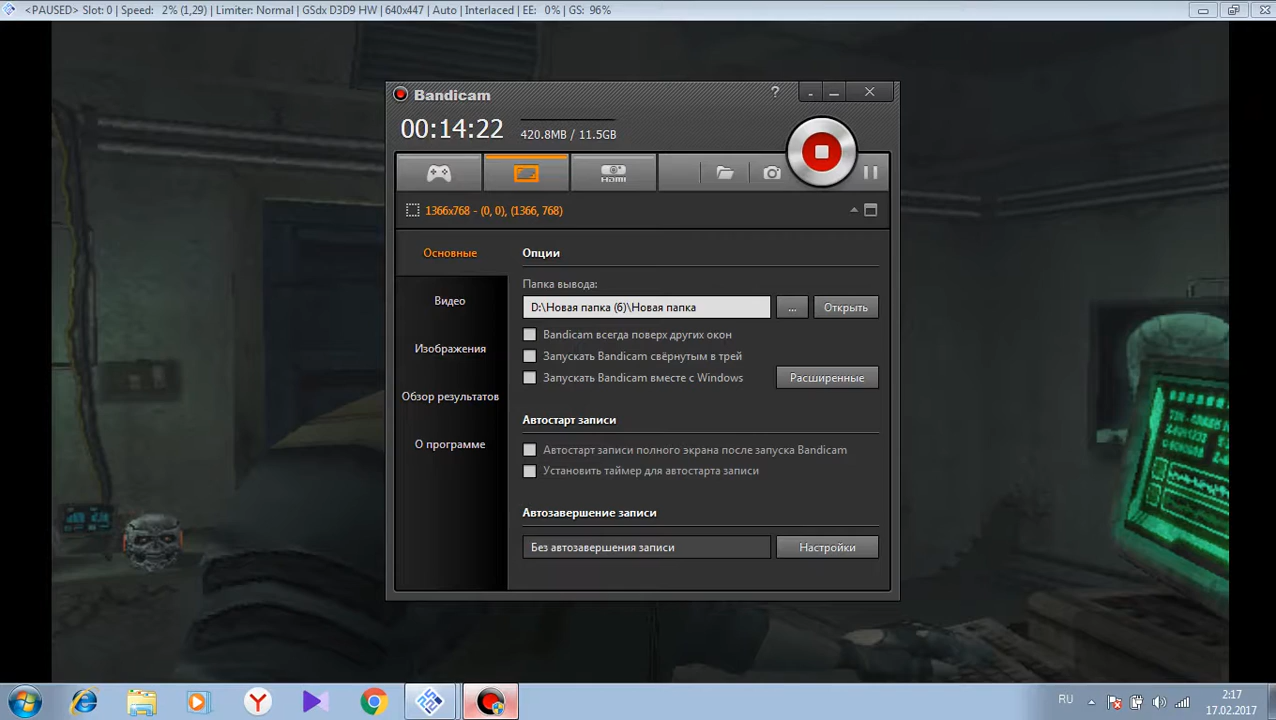 <PAUSED> Slot: 0 | Speed: 2% (1,29) | Limiter: Normal | GSdx D3D9 HW | 640x447 | Auto | Interlaced | EE: 0% | GS: 96%
Bandicam
?
00:14:22
420.8MB / 11.5GB
HDMI
1366x768 - (0, 0), (1366, 768)
Основные
Видео
Изображения
Обзор результатов
О программе
Опции
Папка вывода:
D:\Новая папка (6)\Новая папка
...
Открыть
Bandicam всегда поверх других окон
Запускать Bandicam свёрнутым в трей
Запускать Bandicam вместе с Windows
Расширенные
Автостарт записи
Автостарт записи полного экрана после запуска Bandicam
Установить таймер для автостарта записи
Автозавершение записи
Без автозавершения записи
Настройки
RU
2:17
17.02.2017